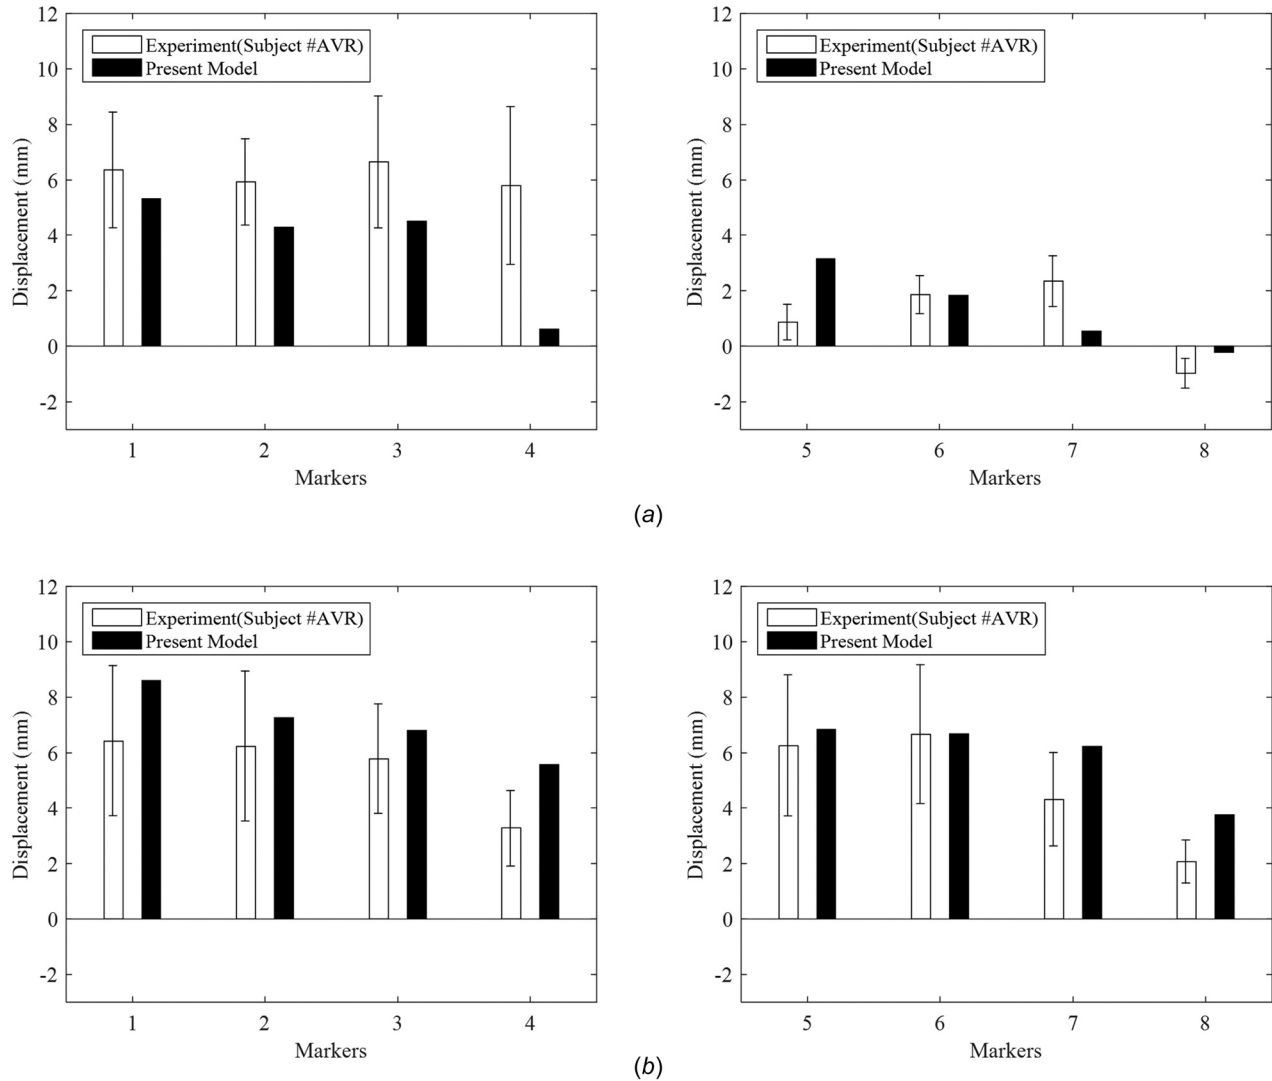 12
10
8
6
4
2
0
-2
Displacement (mm)
Experiment(Subject #AVR)
Present Model
1 2 3 4
Markers
12
10
8
6
4
2
0
-2
Displacement (mm)
Experiment(Subject #AVR)
Present Model
5 6 7 8
Markers
(a)
12
10
8
6
4
2
0
-2
Displacement (mm)
Experiment(Subject #AVR)
Present Model
1 2 3 4
Markers
12
10
8
6
4
2
0
-2
Displacement (mm)
Experiment(Subject #AVR)
Present Model
5 6 7 8
Markers
(b)